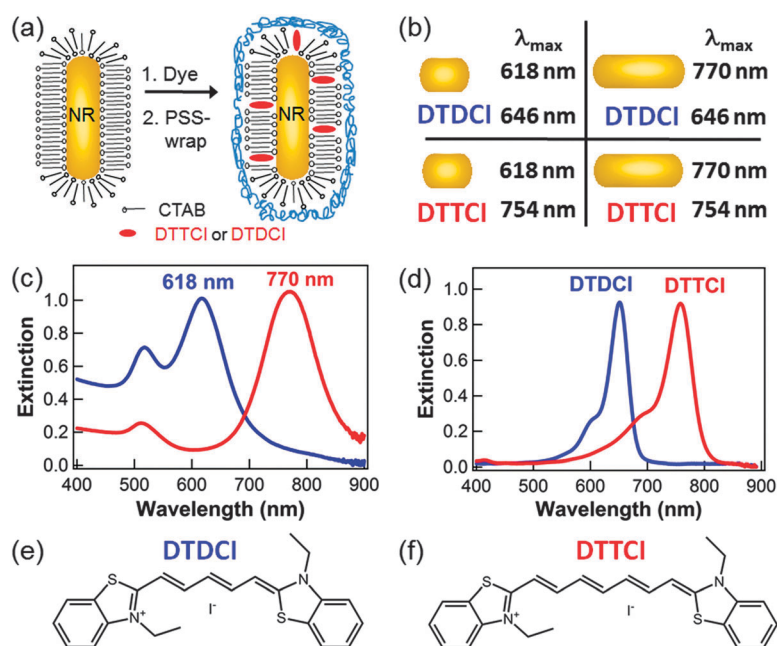 (a)
NR
1. Dye
2. PSS-
wrap
NR
CTAB
DTTCI or DTDCI
(b)
λmax
λmax
618 nm
770 nm
DTDCI
646 nm
DTDCI
646 nm
618 nm
770 nm
DTTCI
754 nm
DTTCI
754 nm
(c)
618 nm
770 nm
Extinction
1.0
0.8
0.6
0.4
0.2
0.0
400
500
600
700
800
900
Wavelength (nm)
(d)
DTDCI
DTTCI
Extinction
1.0
0.8
0.6
0.4
0.2
0.0
400
500
600
700
800
900
Wavelength (nm)
(e)
DTDCI
S
N+
I-
N
S
(f)
DTTCI
S
N+
I-
N
S